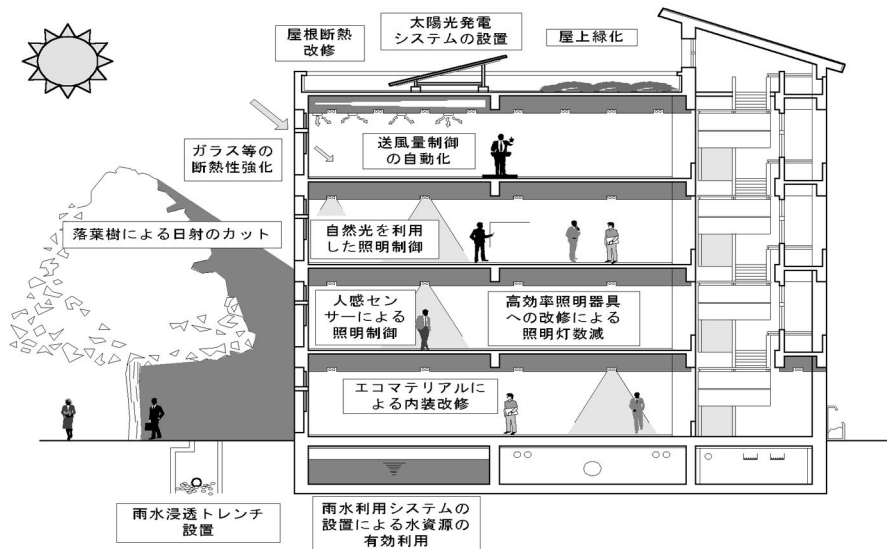 屋根断熱
改修
太陽光発電
システムの設置
屋上緑化
ガラス等の
断熱性強化
送風量制御
の自動化
落葉樹による日射のカット
自然光を利用
した照明制御
人感セン
サーによる
照明制御
高効率照明器具
への改修による
照明灯数減
エコマテリアルに
よる内装改修
雨水浸透トレンチ
設置
雨水利用システムの
設置による水資源の
有効利用